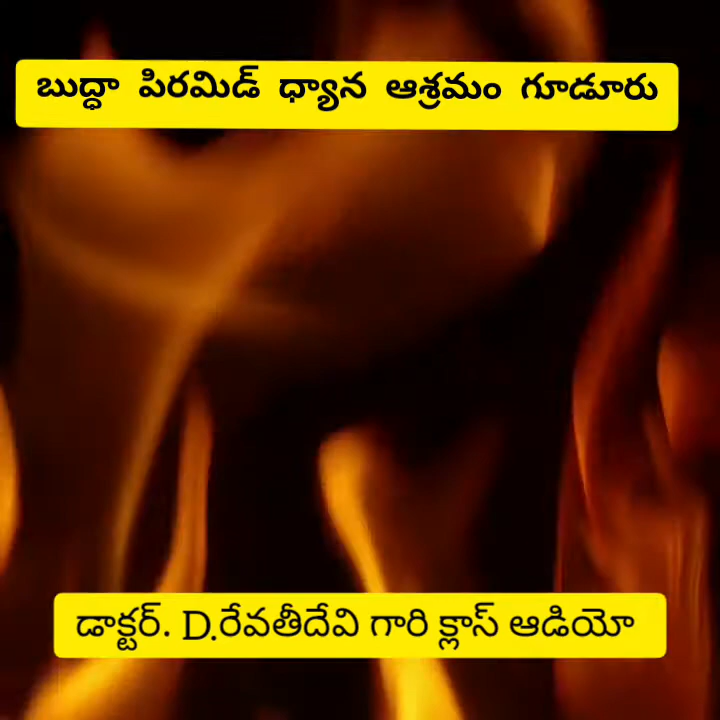 బుద్ధా పిరమిడ్ ధ్యాన ఆశ్రమం గూడూరు
డాక్టర్. D.రేవతీదేవి గారి క్లాస్ ఆడియో